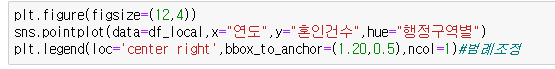 plt.figure(figsize=(12,4))
sns.pointplot(data=df_local,x="연도",y="혼인건수",hue="행정구역별")
plt.legend(loc='center right',bbox_to_anchor=(1.20,0.5),ncol=1)#범례조정